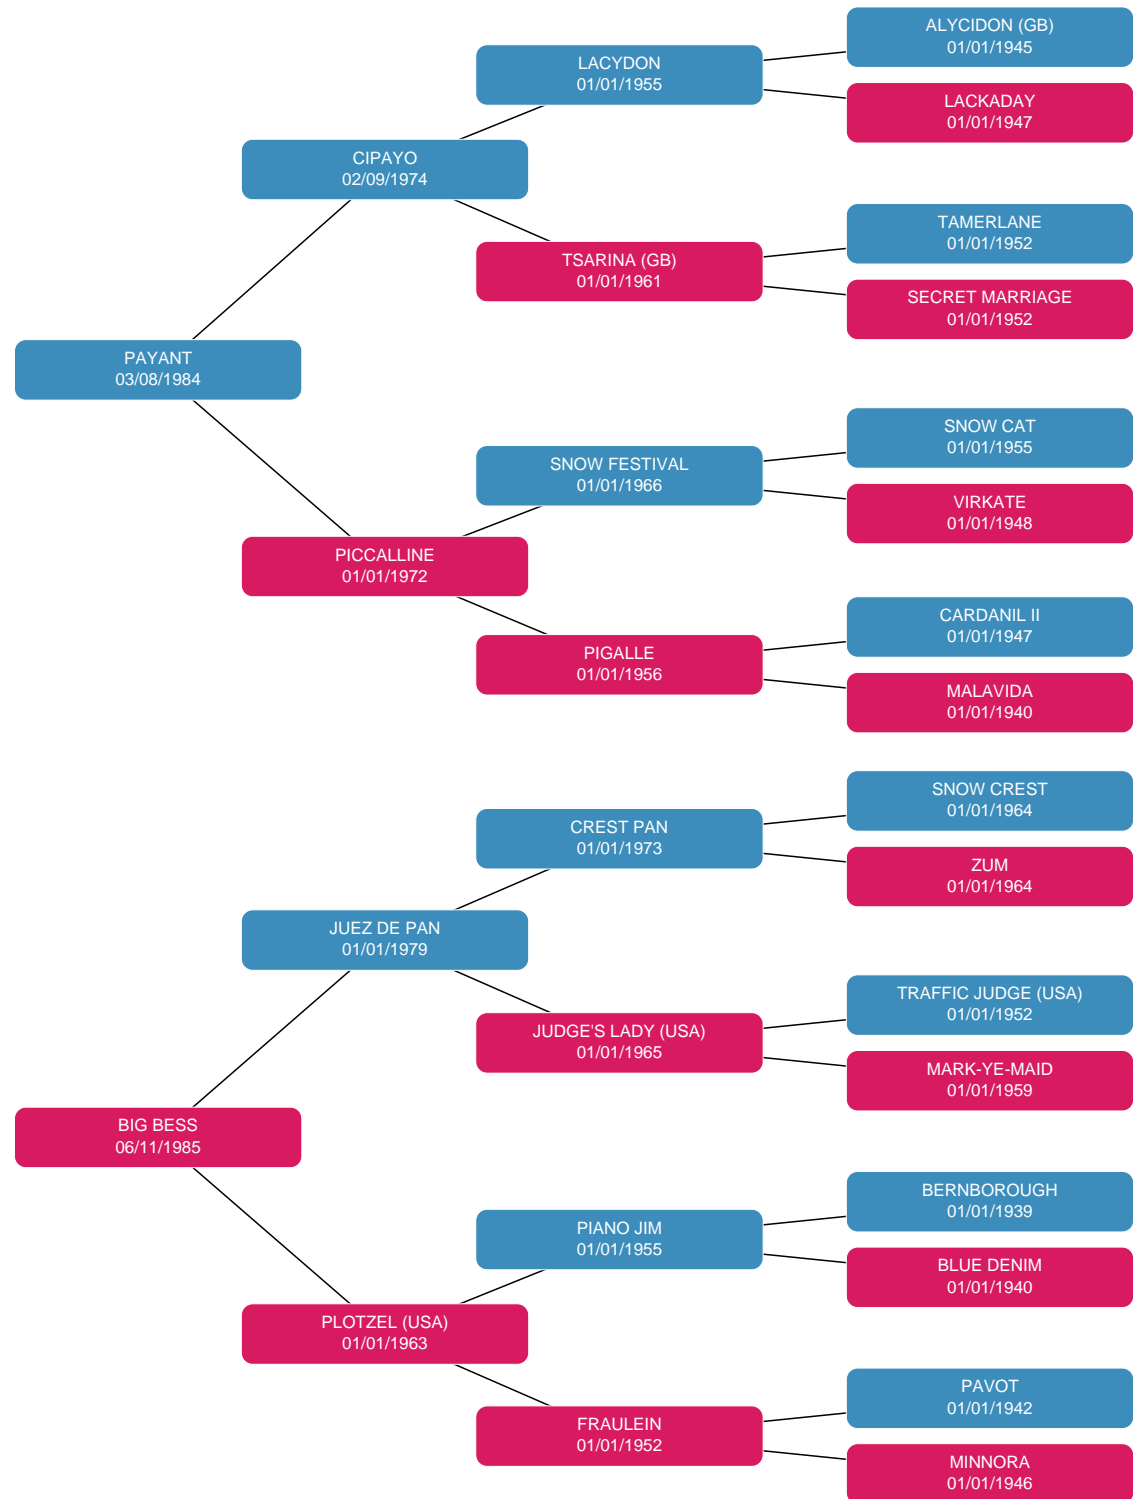 ALYCIDON (GB)
01/01/1945
LACYDON
01/01/1955
LACKADAY
01/01/1947
CIPAYO
02/09/1974
TAMERLANE
01/01/1952
TSARINA (GB)
01/01/1961
SECRET MARRIAGE
01/01/1952
PAYANT
03/08/1984
SNOW CAT
01/01/1955
SNOW FESTIVAL
01/01/1966
VIRKATE
01/01/1948
PICCALLINE
01/01/1972
CARDANIL II
01/01/1947
PIGALLE
01/01/1956
MALAVIDA
01/01/1940
SNOW CREST
01/01/1964
CREST PAN
01/01/1973
ZUM
01/01/1964
JUEZ DE PAN
01/01/1979
TRAFFIC JUDGE (USA)
01/01/1952
JUDGE'S LADY (USA)
01/01/1965
MARK-YE-MAID
01/01/1959
BIG BESS
06/11/1985
BERNBOROUGH
01/01/1939
PIANO JIM
01/01/1955
BLUE DENIM
01/01/1940
PLOTZEL (USA)
01/01/1963
PAVOT
01/01/1942
FRAULEIN
01/01/1952
MINNORA
01/01/1946